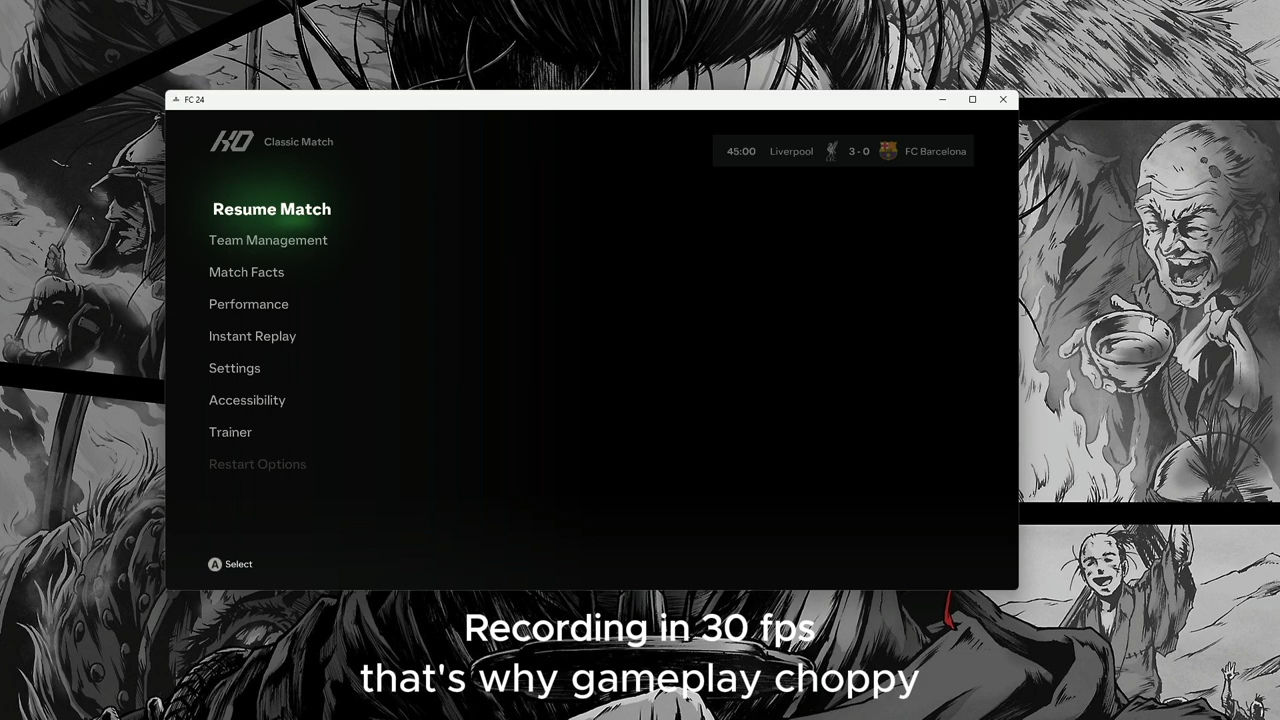 FC 24
KO Classic Match
45:00 Liverpool 3 - 0 FC Barcelona
Resume Match
Team Management
Match Facts
Performance
Instant Replay
Settings
Accessibility
Trainer
Restart Options
A Select
Recording in 30 fps
that's why gameplay choppy